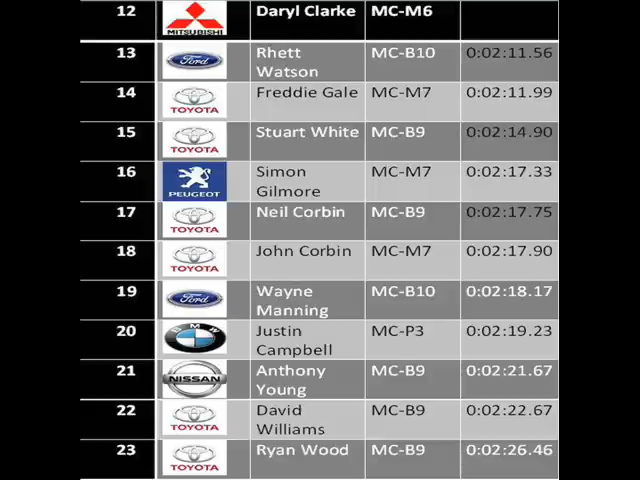 12 MITSUBISHI Daryl Clarke MC-M6
13 Ford Rhett Watson MC-B10 0:02:11.56
14 TOYOTA Freddie Gale MC-M7 0:02:11.99
15 TOYOTA Stuart White MC-B9 0:02:14.90
16 PEUGEOT Simon Gilmore MC-M7 0:02:17.33
17 TOYOTA Neil Corbin MC-B9 0:02:17.75
18 TOYOTA John Corbin MC-M7 0:02:17.90
19 Ford Wayne Manning MC-B10 0:02:18.17
20 BMW Justin Campbell MC-P3 0:02:19.23
21 NISSAN Anthony Young MC-B9 0:02:21.67
22 TOYOTA David Williams MC-B9 0:02:22.67
23 TOYOTA Ryan Wood MC-B9 0:02:26.46